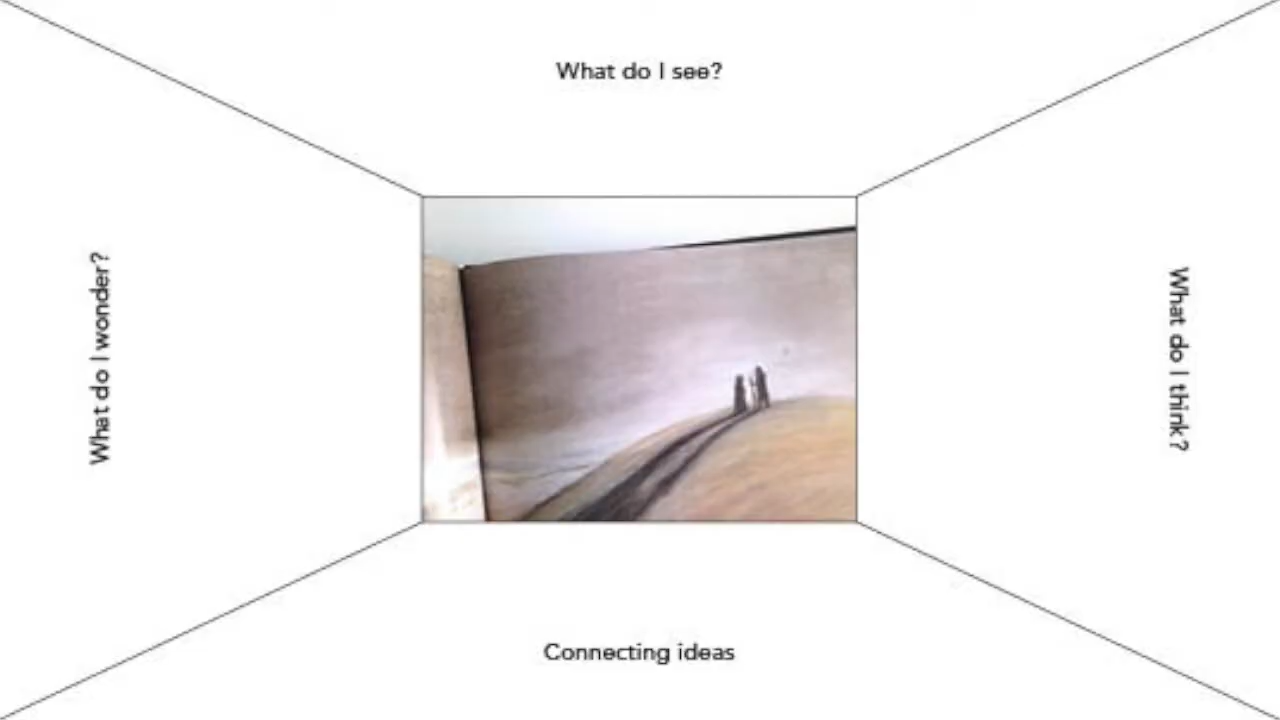 What do I see?
What do I wonder?
What do I think?
Connecting ideas